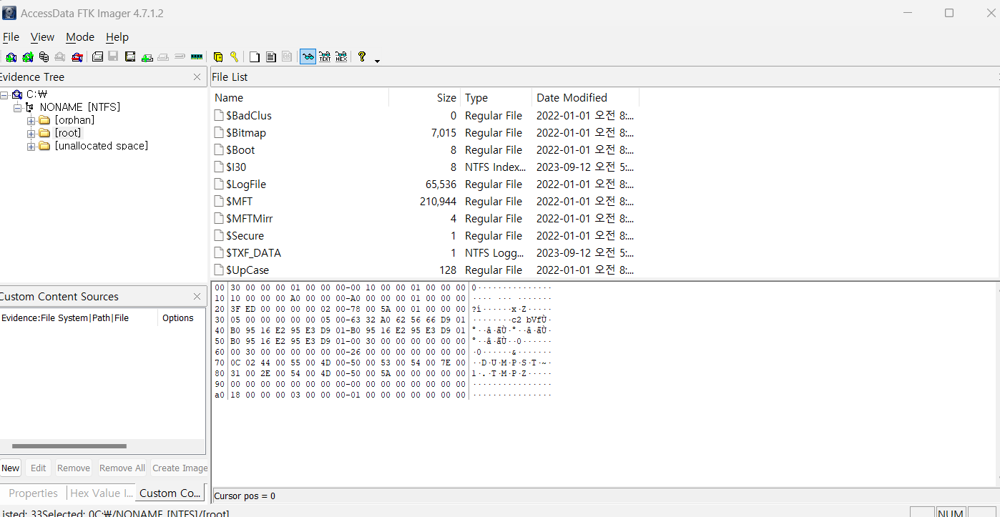 AccessData FTK Imager 4.7.1.2
File View Mode Help
Evidence Tree
C:₩
NONAME [NTFS]
[orphan]
[root]
[unallocated space]
File List
Name Size Type Date Modified
$BadClus 0 Regular File 2022-01-01 오전 8:...
$Bitmap 7,015 Regular File 2022-01-01 오전 8:...
$Boot 8 Regular File 2022-01-01 오전 8:...
$I30 8 NTFS Index... 2023-09-12 오전 5:...
$LogFile 65,536 Regular File 2022-01-01 오전 8:...
$MFT 210,944 Regular File 2022-01-01 오전 8:...
$MFTMirr 4 Regular File 2022-01-01 오전 8:...
$Secure 1 Regular File 2022-01-01 오전 8:...
$TXF_DATA 1 NTFS Logg... 2023-09-12 오전 5:...
$UpCase 128 Regular File 2022-01-01 오전 8:...
Custom Content Sources
Evidence:File System|Path|File Options
New Edit Remove Remove All Create Image
Properties Hex Value I... Custom Co...
00 30 00 00 00 01 00 00 00-00 10 00 00 01 00 00 00 0···············
10 10 00 00 00 A0 00 00 00-A0 00 00 00 01 00 00 00 ···· ··· ·······
20 3F ED 00 00 00 00 02 00-78 00 5A 00 01 00 00 00 ?í······x·Z·····
30 05 00 00 00 00 00 05 00-63 32 A0 62 56 66 D9 01 ········c2 bVfÙ·
40 B0 95 16 E2 95 E3 D9 01-B0 95 16 E2 95 E3 D9 01 °··â·ãÙ·°··â·ãÙ·
50 B0 95 16 E2 95 E3 D9 01-00 30 00 00 00 00 00 00 °··â·ãÙ··0······
60 00 30 00 00 00 00 00 00-26 00 00 00 00 00 00 00 ·0······&·······
70 0C 02 44 00 55 00 4D 00-50 00 53 00 54 00 7E 00 ··D·U·M·P·S·T·~·
80 31 00 2E 00 54 00 4D 00-50 00 5A 00 00 00 00 00 1·.·T·M·P·Z·····
90 00 00 00 00 00 00 00 00-00 00 00 00 00 00 00 00 ················
a0 18 00 00 00 03 00 00 00-01 00 00 00 00 00 00 00 ················
Cursor pos = 0
isted: 33Selected: 0C:₩/NONAME [NTFS]/[root] NUM